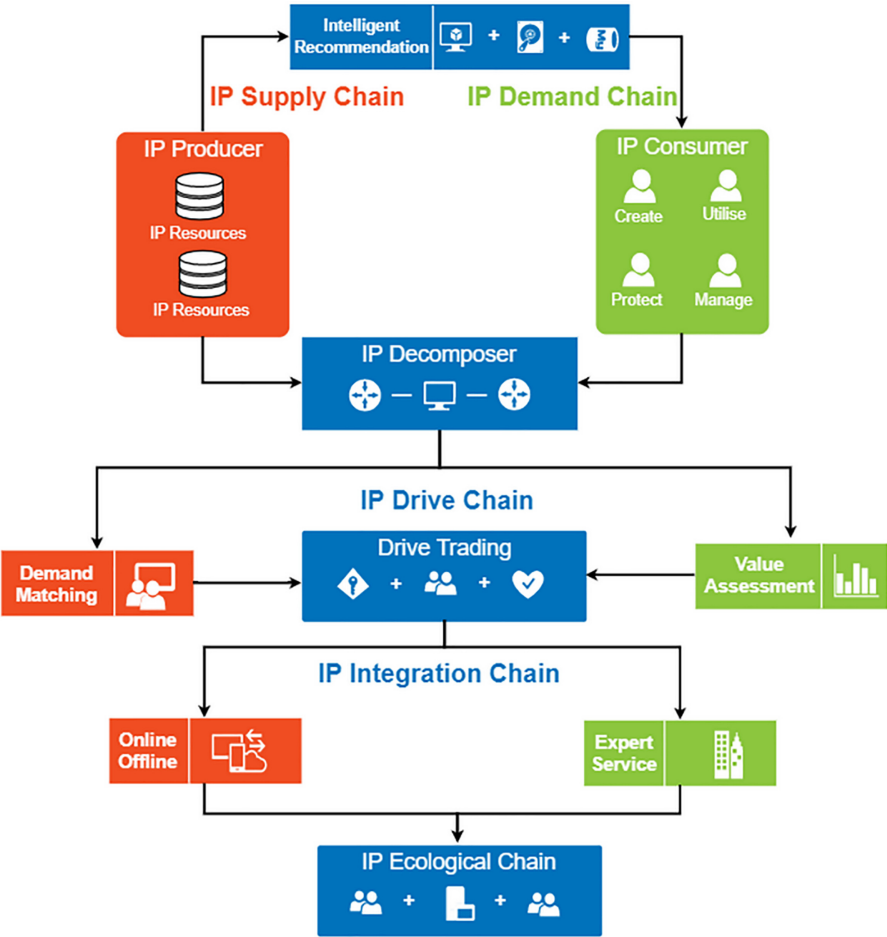 Intelligent
Recommendation
IP Supply Chain
IP Demand Chain
IP Producer
IP Resources
IP Resources
IP Consumer
Create
Utilise
Protect
Manage
IP Decomposer
IP Drive Chain
Demand
Matching
Drive Trading
Value
Assessment
IP Integration Chain
Online
Offline
Expert
Service
IP Ecological Chain